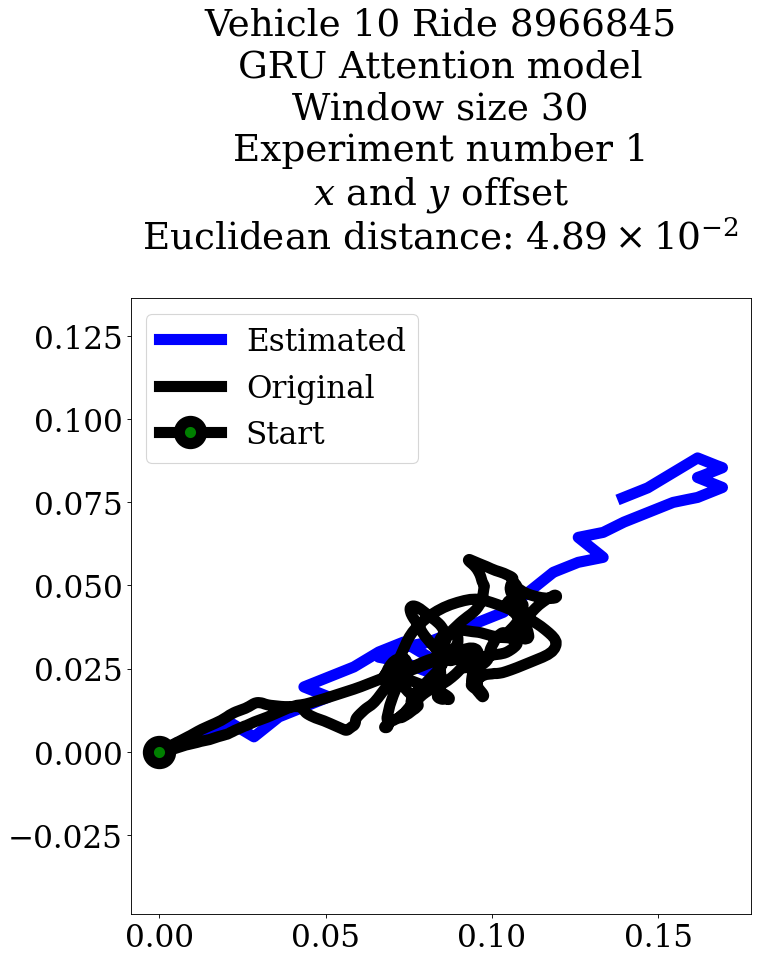 Vehicle 10 Ride 8966845
GRU Attention model
Window size 30
Experiment number 1
x and y offset
Euclidean distance: 4.89 × 10⁻²
Estimated
Original
Start
0.125
0.100
0.075
0.050
0.025
0.000
−0.025
0.00 0.05 0.10 0.15